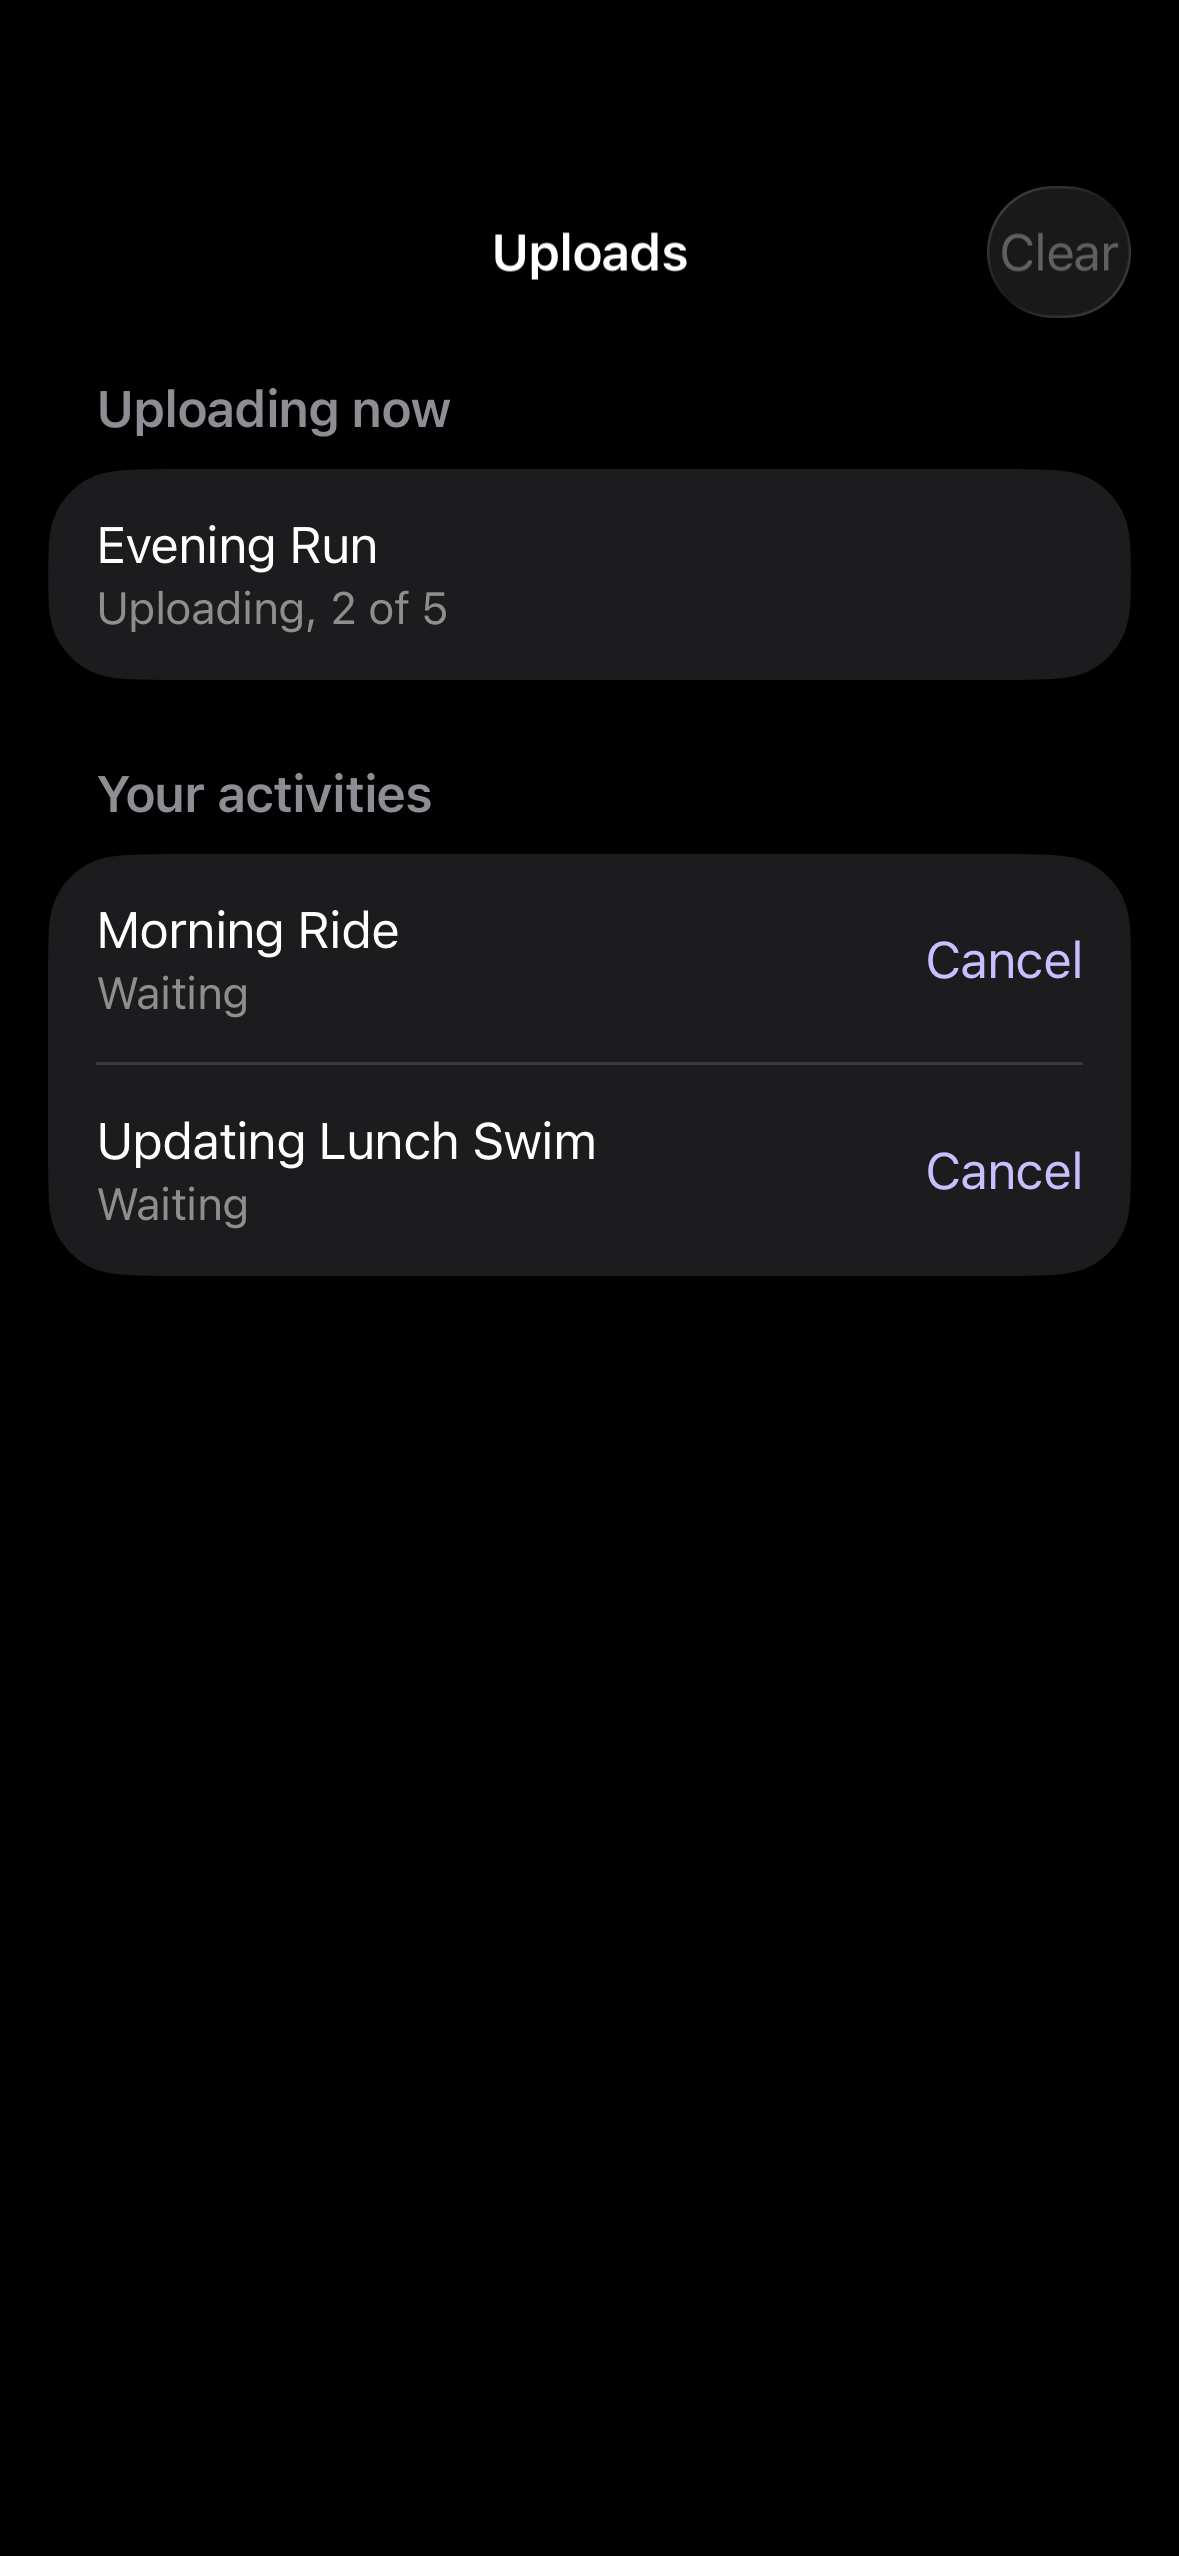 Uploads
Clear
Uploading now
Evening Run
Uploading, 2 of 5
Your activities
Morning Ride
Waiting
Cancel
Updating Lunch Swim
Waiting
Cancel